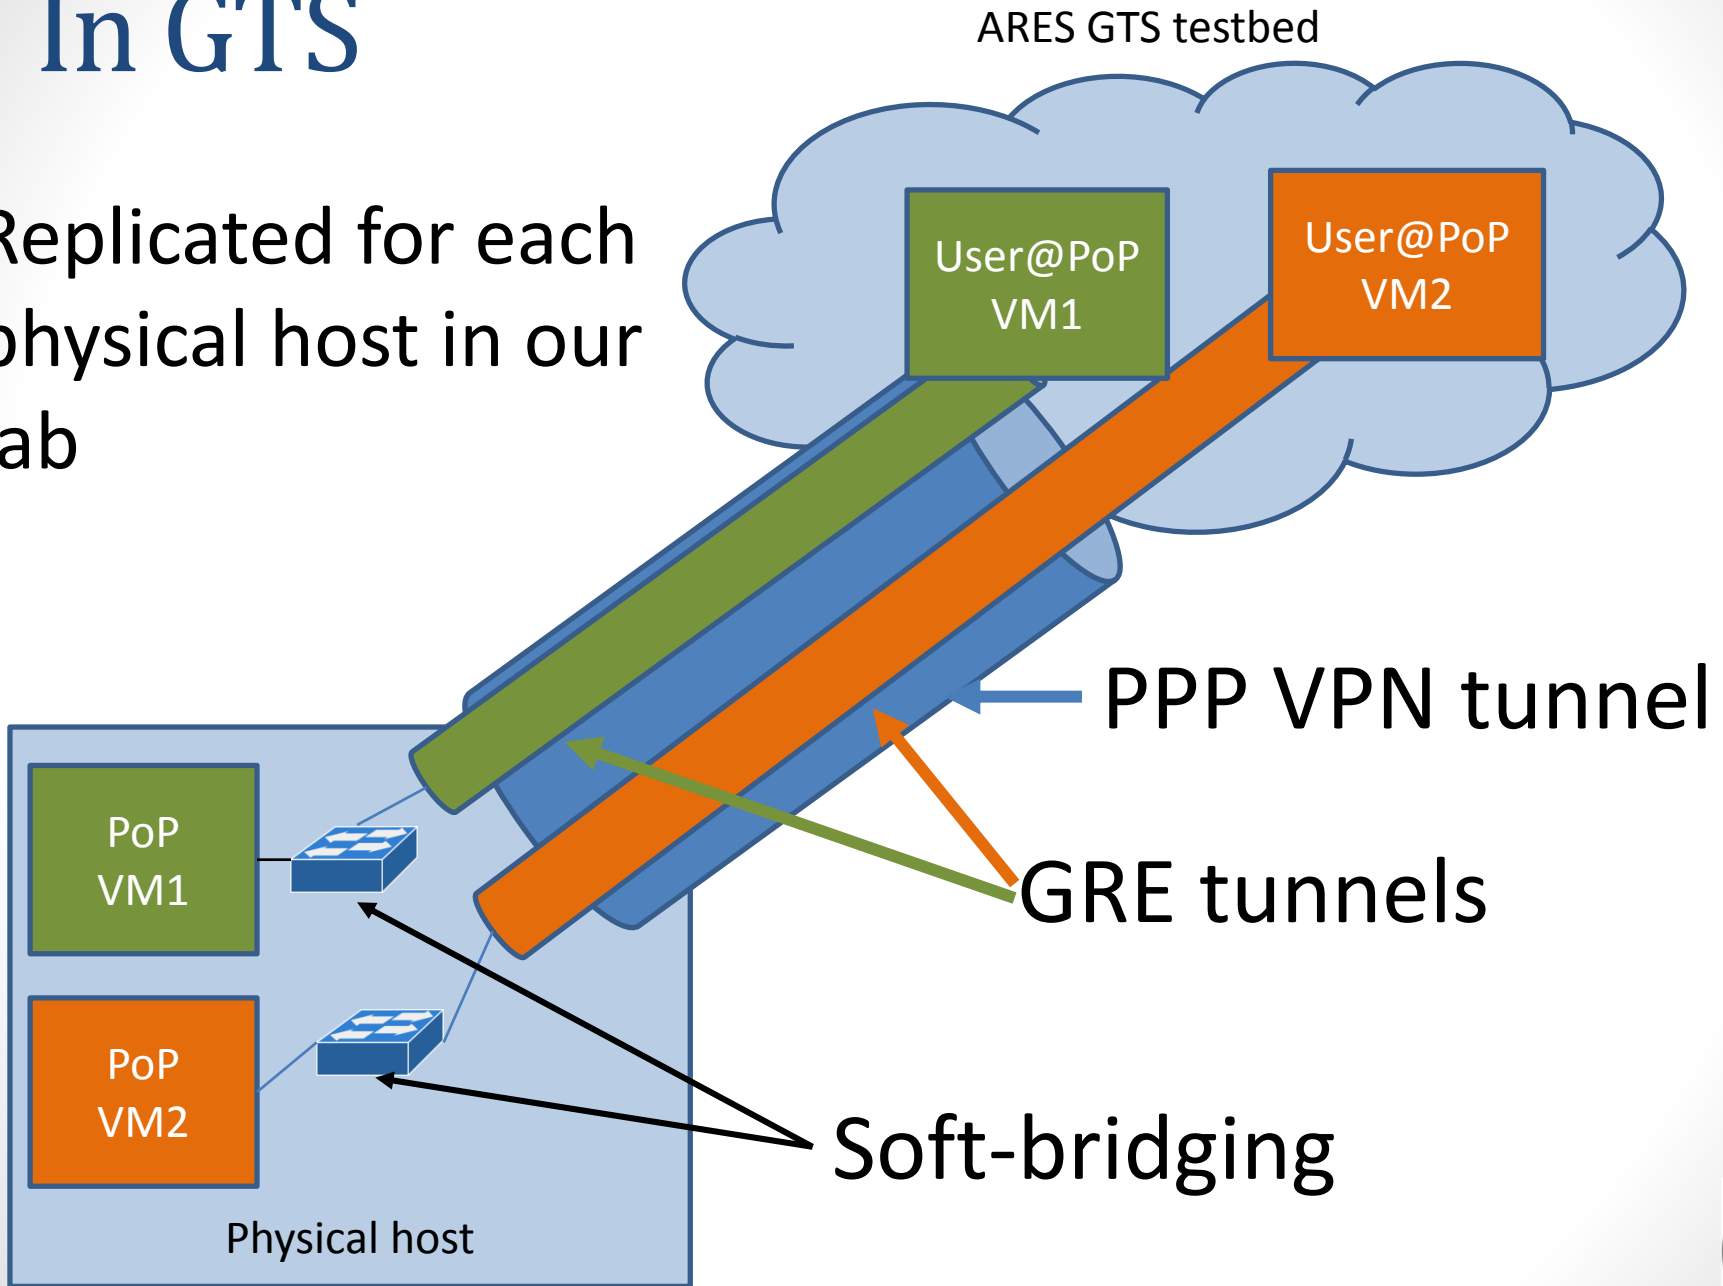 In GTS
ARES GTS testbed
Replicated for each
physical host in our
ab
User@PoP
VM1
User@PoP
VM2
PPP VPN tunnel
GRE tunnels
PoP
VM1
PoP
VM2
Soft-bridging
Physical host